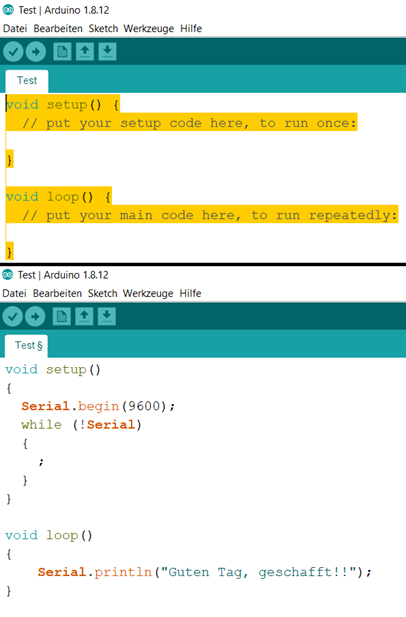 Test | Arduino 1.8.12
Datei Bearbeiten Sketch Werkzeuge Hilfe
Test
void setup() {
  // put your setup code here, to run once:

}

void loop() {
  // put your main code here, to run repeatedly:

}
Test | Arduino 1.8.12
Datei Bearbeiten Sketch Werkzeuge Hilfe
Test§
void setup()
{
  Serial.begin(9600);
  while (!Serial)
  {
    ;
  }
}

void loop()
{
    Serial.println("Guten Tag, geschafft!!");
}